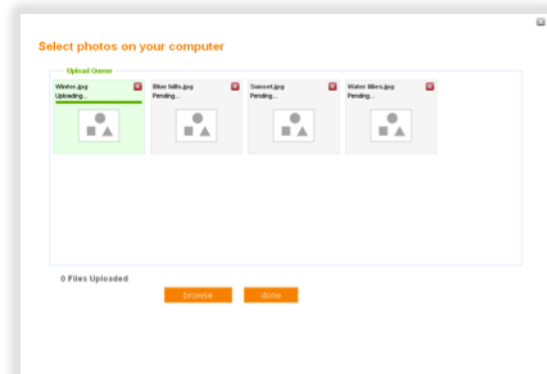 Select photos on your computer
Upload Queue
Winter.jpg
Uploading...
Blue hills.jpg
Pending...
Sunset.jpg
Pending...
Water lilies.jpg
Pending...
0 Files Uploaded
browse
done